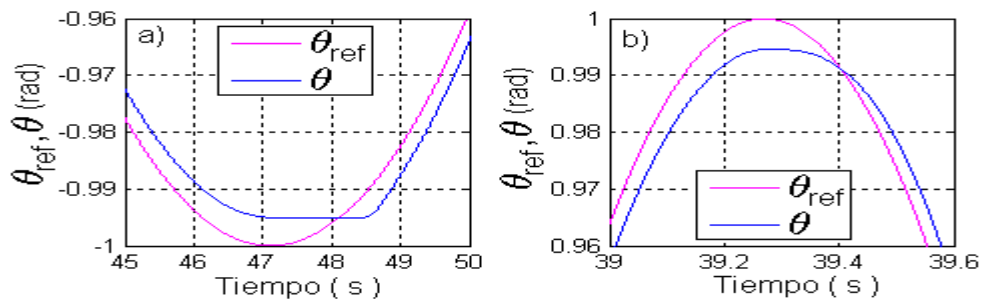 a)
θref
θ
-0.96
-0.97
-0.98
-0.99
-1
45 46 47 48 49 50
Tiempo ( s )
θref, θ (rad)
b)
θref
θ
1
0.99
0.98
0.97
0.96
39 39.2 39.4 39.6
Tiempo ( s )
θref, θ (rad)